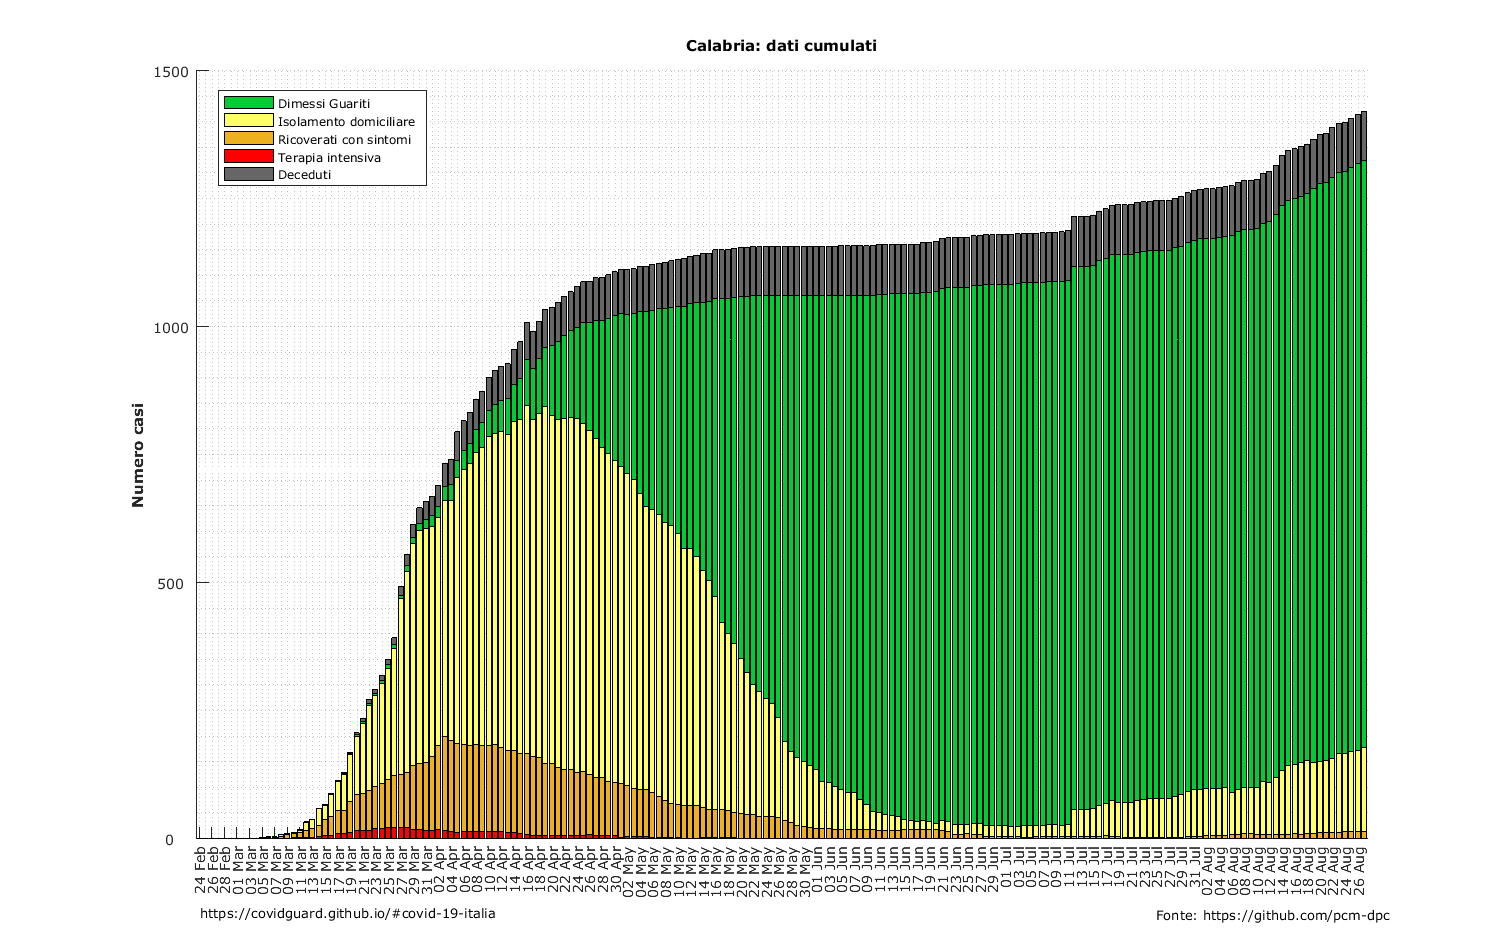 Calabria: dati cumulati
1500
1000
500
0
Numero casi
Dimessi Guariti
Isolamento domiciliare
Ricoverati con sintomi
Terapia intensiva
Deceduti
24 Feb
26 Feb
28 Feb
01 Mar
03 Mar
05 Mar
07 Mar
09 Mar
11 Mar
13 Mar
15 Mar
17 Mar
19 Mar
21 Mar
23 Mar
25 Mar
27 Mar
29 Mar
31 Mar
02 Apr
04 Apr
06 Apr
08 Apr
10 Apr
12 Apr
14 Apr
16 Apr
18 Apr
20 Apr
22 Apr
24 Apr
26 Apr
28 Apr
30 Apr
02 May
04 May
06 May
08 May
10 May
12 May
14 May
16 May
18 May
20 May
22 May
24 May
26 May
28 May
30 May
01 Jun
03 Jun
05 Jun
07 Jun
09 Jun
11 Jun
13 Jun
15 Jun
17 Jun
19 Jun
21 Jun
23 Jun
25 Jun
27 Jun
29 Jun
01 Jul
03 Jul
05 Jul
07 Jul
09 Jul
11 Jul
13 Jul
15 Jul
17 Jul
19 Jul
21 Jul
23 Jul
25 Jul
27 Jul
29 Jul
31 Jul
02 Aug
04 Aug
06 Aug
08 Aug
10 Aug
12 Aug
14 Aug
16 Aug
18 Aug
20 Aug
22 Aug
24 Aug
26 Aug
https://covidguard.github.io/#covid-19-italia
Fonte: https://github.com/pcm-dpc